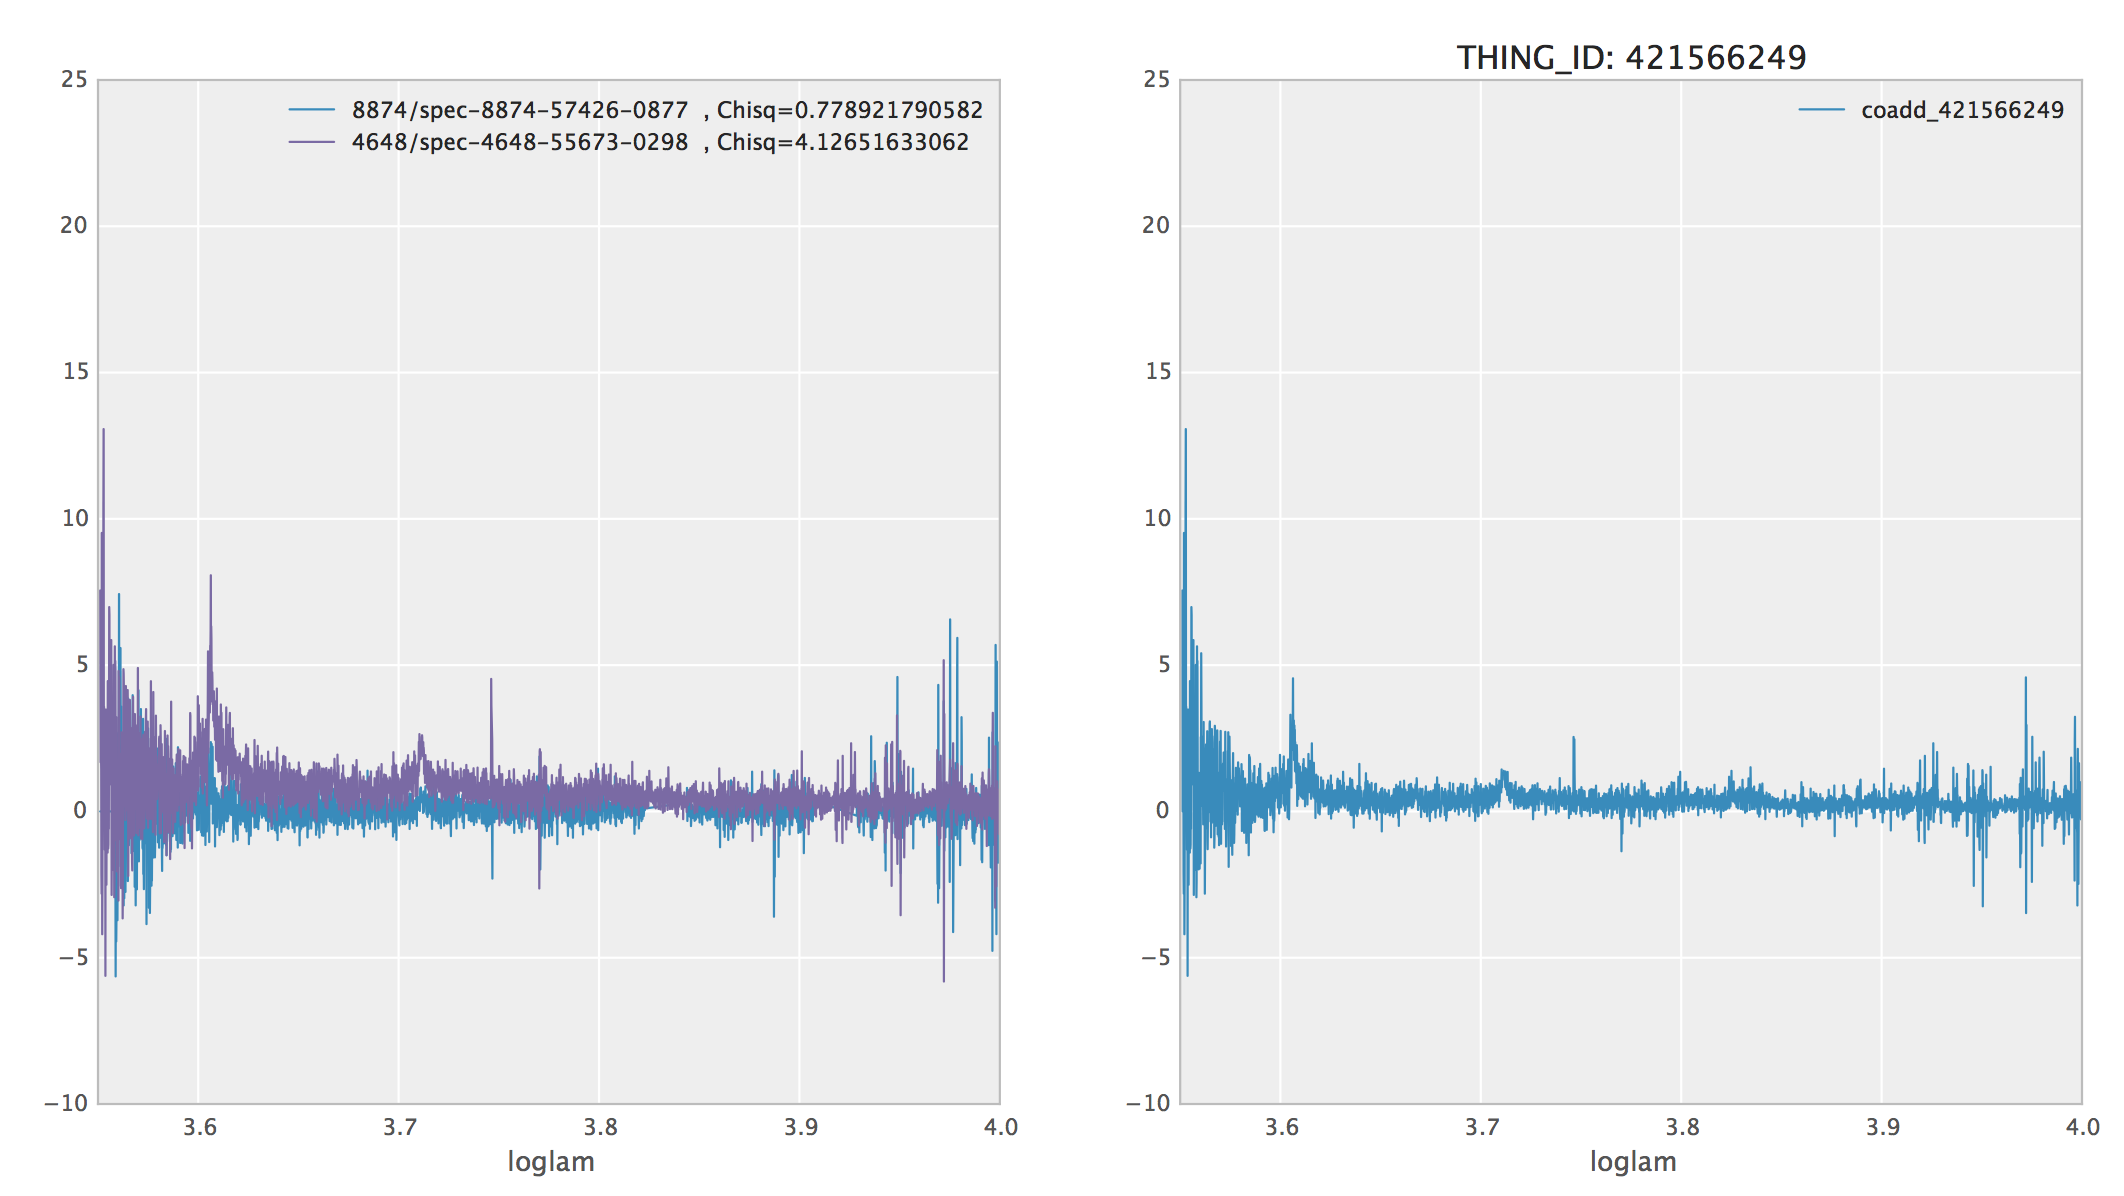 25
20
15
10
5
0
−5
−10
8874/spec-8874-57426-0877 , Chisq=0.778921790582
4648/spec-4648-55673-0298 , Chisq=4.12651633062
3.6 3.7 3.8 3.9 4.0
loglam
THING_ID: 421566249
25
20
15
10
5
0
−5
−10
coadd_421566249
3.6 3.7 3.8 3.9 4.0
loglam